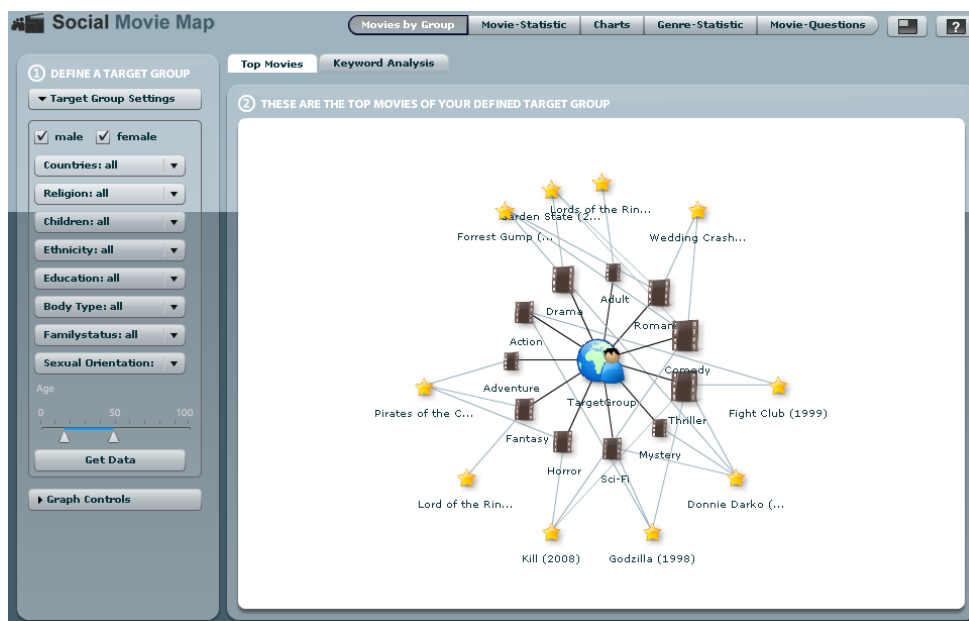 Social Movie Map
Movies by Group
Movie-Statistic
Charts
Genre-Statistic
Movie-Questions
?
1 DEFINE A TARGET GROUP
Target Group Settings
male
female
Countries: all
Religion: all
Children: all
Ethnicity: all
Education: all
Body Type: all
Familystatus: all
Sexual Orientation:
Age
0 50 100
Get Data
Graph Controls
Top Movies
Keyword Analysis
2 THESE ARE THE TOP MOVIES OF YOUR DEFINED TARGET GROUP
Lords of the Rin...
Garden State (2...
Forrest Gump (...
Wedding Crash...
Adult
Drama
Romance
Action
Comedy
Adventure
TargetGroup
Pirates of the C...
Fight Club (1999)
Thriller
Fantasy
Mystery
Horror
Sci-Fi
Lord of the Rin...
Donnie Darko (...
Kill (2008)
Godzilla (1998)